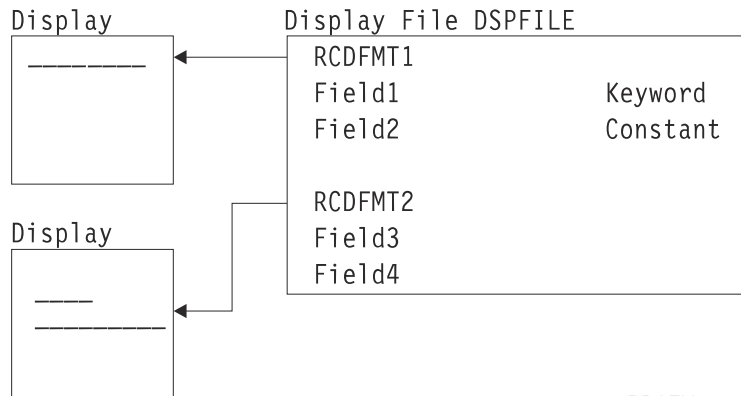 Display
Display File DSPFILE
RCDFMT1
Field1 Keyword
Field2 Constant
RCDFMT2
Display
Field3
Field4